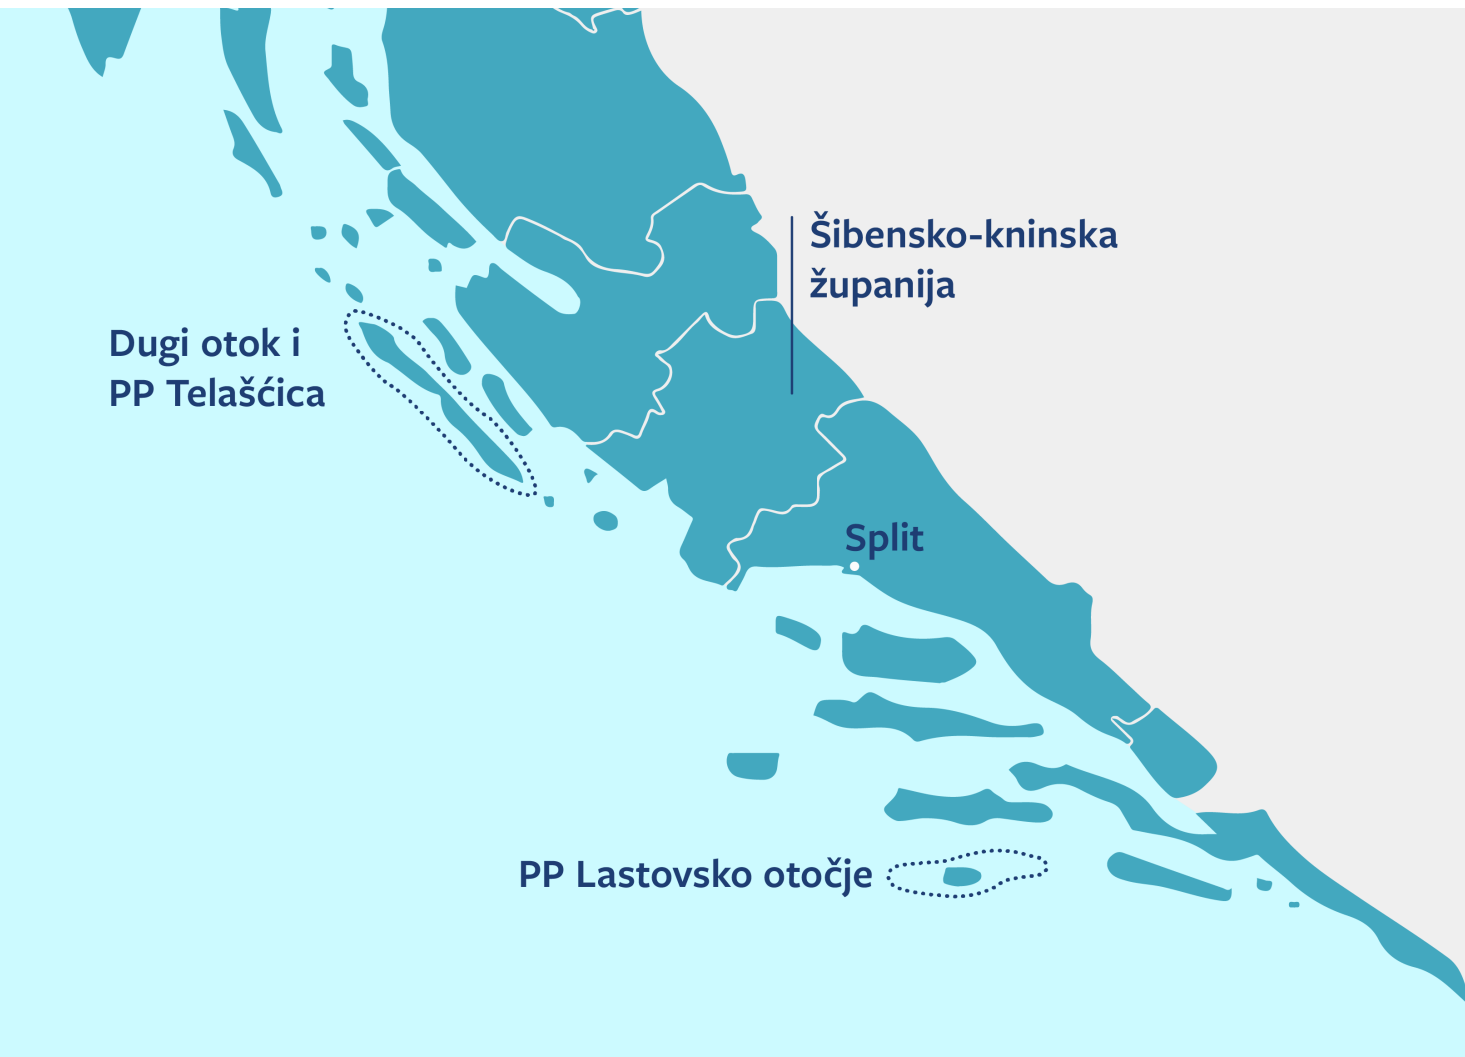 Šibensko-kninska
županija
Dugi otok i
PP Telašćica
Split
PP Lastovsko otočje